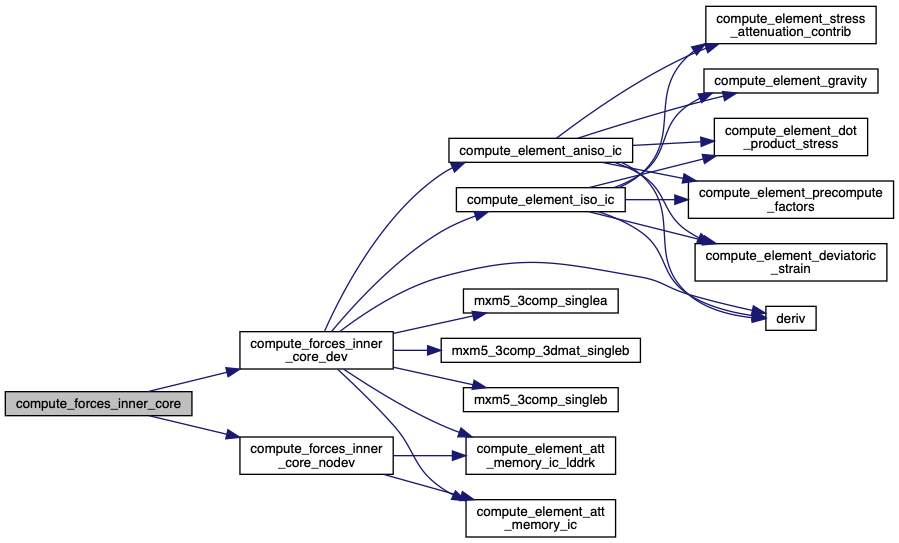 compute_element_stress
_attenuation_contrib
compute_element_gravity
compute_element_dot
_product_stress
compute_element_aniso_ic
compute_element_precompute
_factors
compute_element_iso_ic
compute_element_deviatoric
_strain
mxm5_3comp_singlea
deriv
compute_forces_inner
_core_dev
mxm5_3comp_3dmat_singleb
compute_forces_inner_core
mxm5_3comp_singleb
compute_forces_inner
_core_nodev
compute_element_att
_memory_ic_lddrk
compute_element_att
_memory_ic